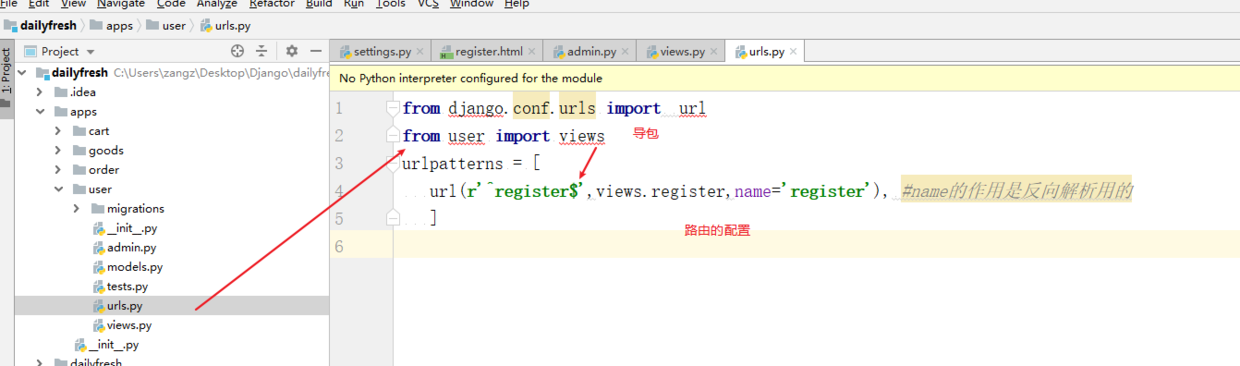 File Edit View Navigate Code Analyze Refactor Build Run Tools VCS Window Help
dailyfresh apps user urls.py
1: Project
Project
settings.py register.html admin.py views.py urls.py
dailyfresh C:\Users\zangz\Desktop\Django\dailyfre
.idea
apps
cart
goods
order
user
migrations
__init__.py
admin.py
models.py
tests.py
urls.py
views.py
__init__.py
dailyfresh
No Python interpreter configured for the module
1 from django.conf.urls import url
2 from user import views 导包
3 urlpatterns = [
4 url(r'^register$',views.register,name='register'), #name的作用是反向解析用的
5 ]
路由的配置
6